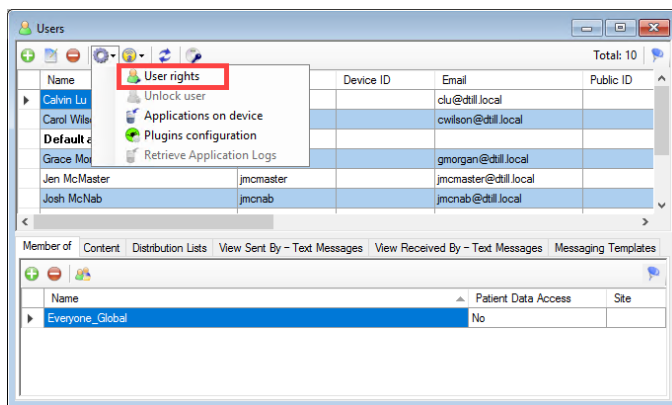 Users
Total: 10
Name Device ID Email Public ID
Calvin Lu clu@dtill.local
Carol Wils cwilson@dtill.local
Default a
Grace Mor gmorgan@dtill.local
Jen McMaster jmcmaster jmcmaster@dtill.local
Josh McNab jmcnab jmcnab@dtill.local
User rights
Unlock user
Applications on device
Plugins configuration
Retrieve Application Logs
Member of Content Distribution Lists View Sent By – Text Messages View Received By – Text Messages Messaging Templates
Name Patient Data Access Site
Everyone_Global No